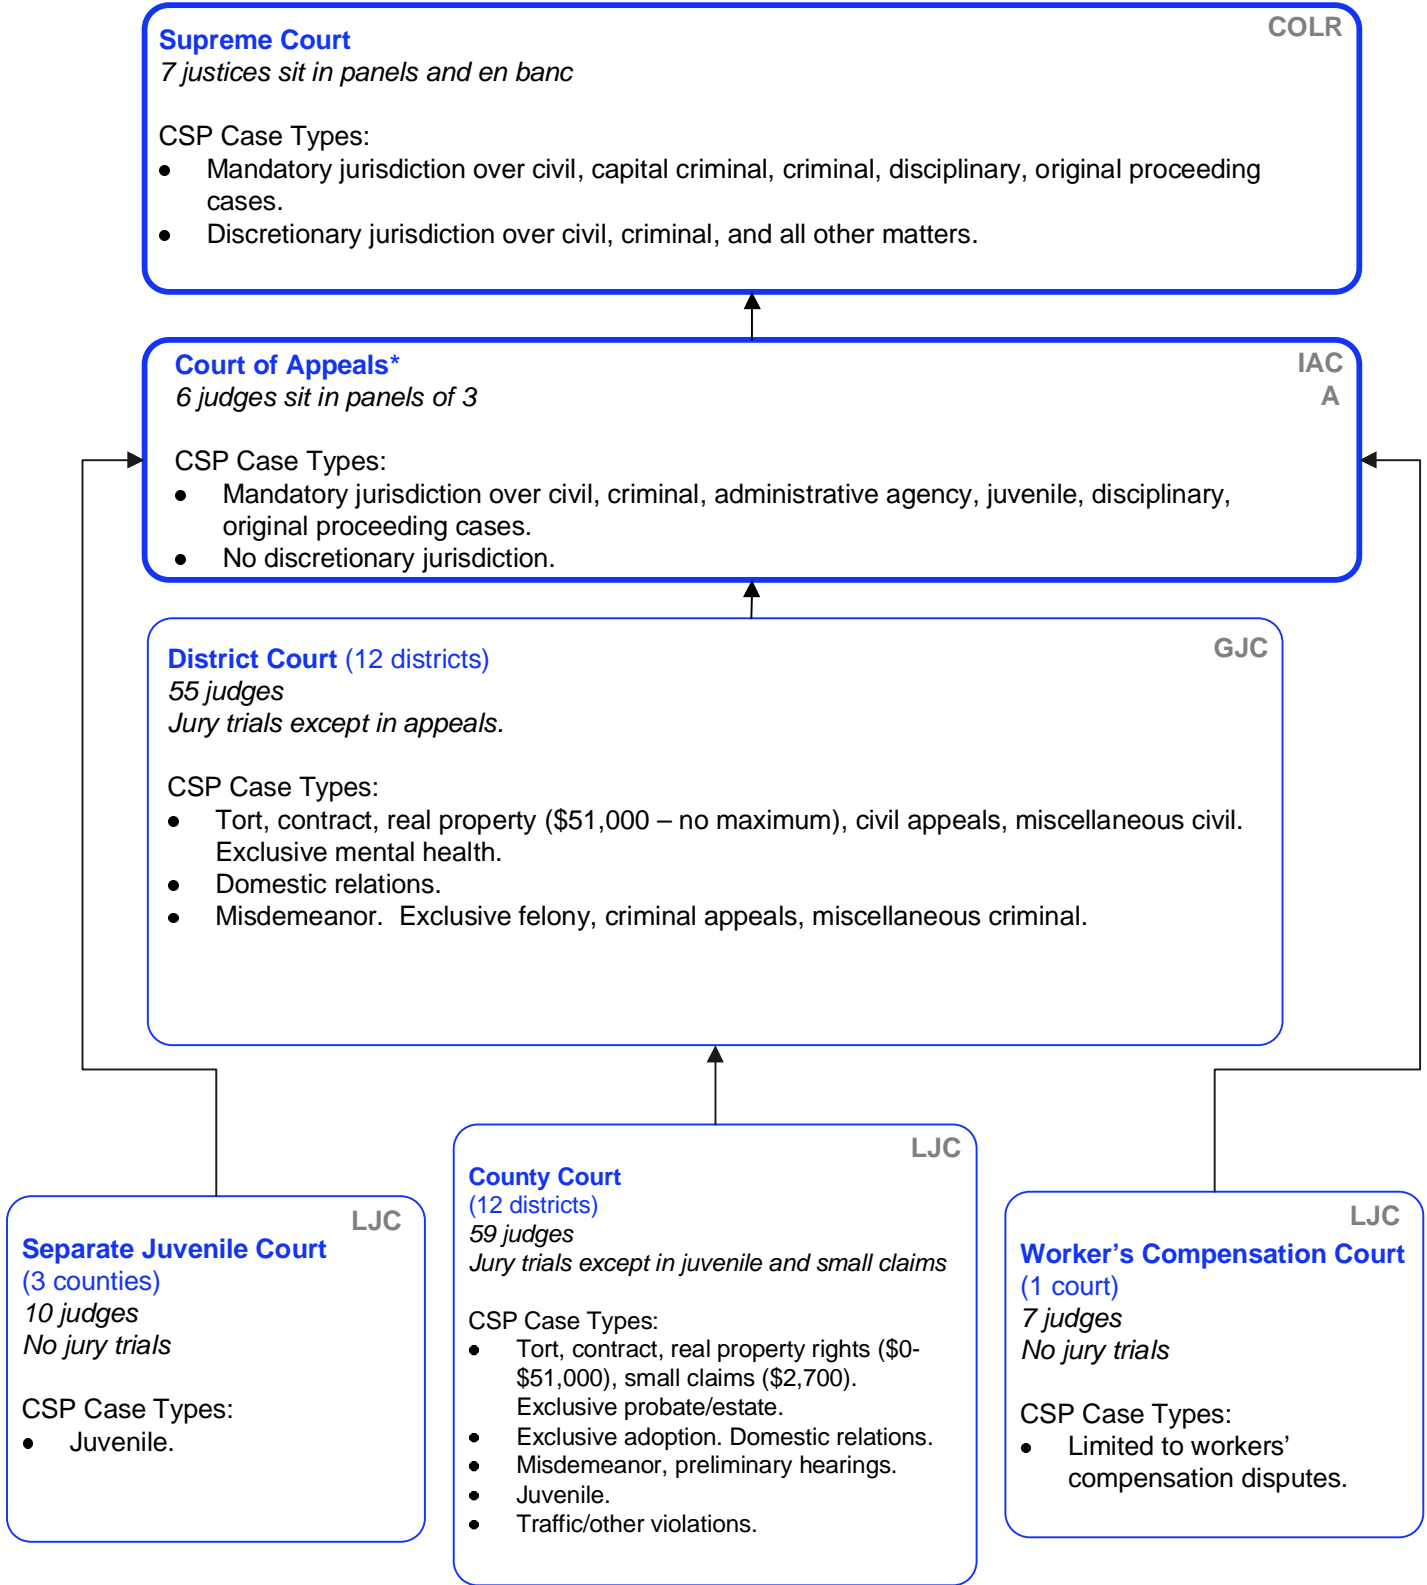 COLR
Supreme Court
7 justices sit in panels and en banc
CSP Case Types:
● Mandatory jurisdiction over civil, capital criminal, criminal, disciplinary, original proceeding
cases.
● Discretionary jurisdiction over civil, criminal, and all other matters.
IAC
A
Court of Appeals*
6 judges sit in panels of 3
CSP Case Types:
● Mandatory jurisdiction over civil, criminal, administrative agency, juvenile, disciplinary,
original proceeding cases.
● No discretionary jurisdiction.
GJC
District Court (12 districts)
55 judges
Jury trials except in appeals.
CSP Case Types:
● Tort, contract, real property ($51,000 – no maximum), civil appeals, miscellaneous civil.
Exclusive mental health.
● Domestic relations.
● Misdemeanor.  Exclusive felony, criminal appeals, miscellaneous criminal.
LJC
Separate Juvenile Court
(3 counties)
10 judges
No jury trials
CSP Case Types:
● Juvenile.
LJC
County Court
(12 districts)
59 judges
Jury trials except in juvenile and small claims
CSP Case Types:
● Tort, contract, real property rights ($0-
$51,000), small claims ($2,700).
Exclusive probate/estate.
● Exclusive adoption. Domestic relations.
● Misdemeanor, preliminary hearings.
● Juvenile.
● Traffic/other violations.
LJC
Worker’s Compensation Court
(1 court)
7 judges
No jury trials
CSP Case Types:
● Limited to workers’
compensation disputes.